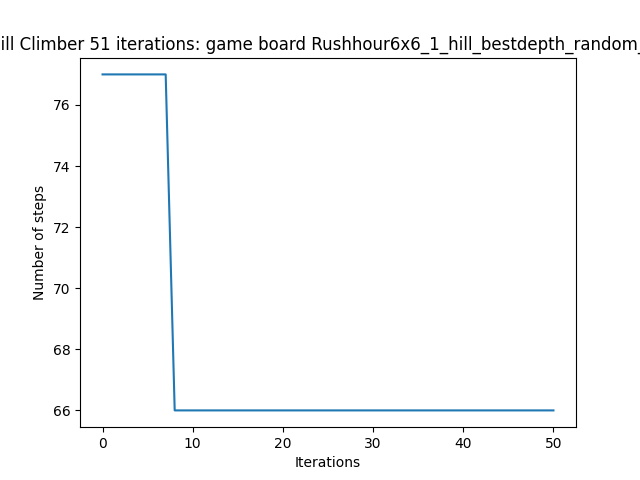 ill Climber 51 iterations: game board Rushhour6x6_1_hill_bestdepth_random_
76
74
72
70
68
66
Number of steps
0 10 20 30 40 50
Iterations